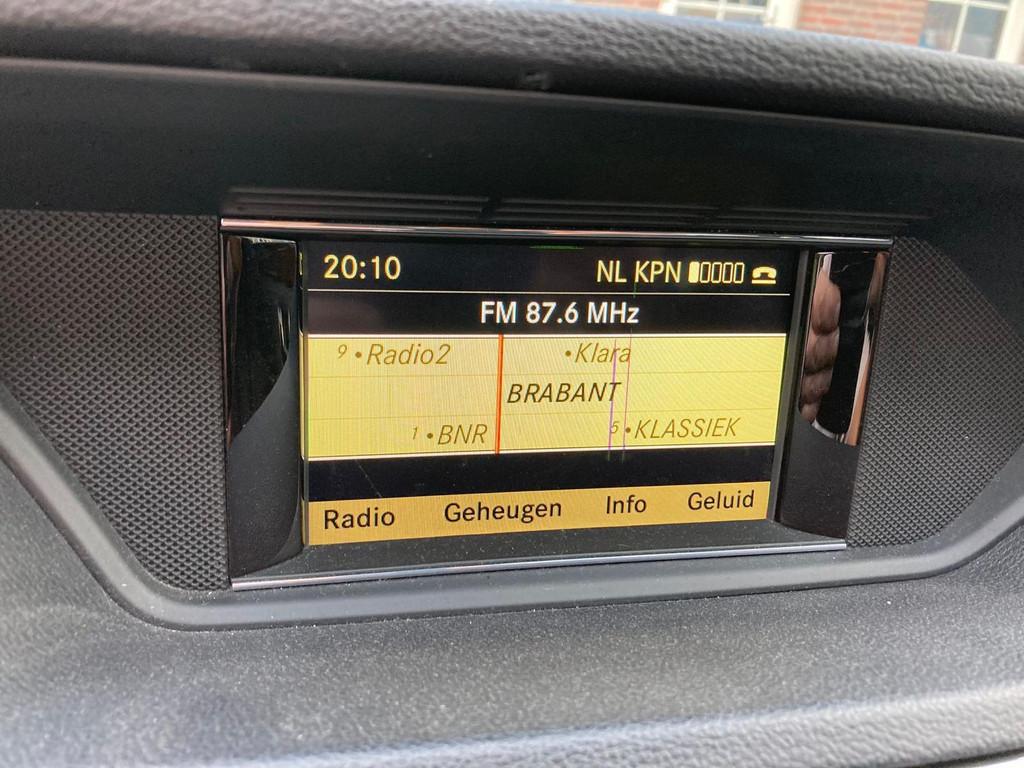 20:10 NL KPN
FM 87.6 MHz
9 • Radio2 • Klara
BRABANT
1 • BNR 5 • KLASSIEK
Radio Geheugen Info Geluid